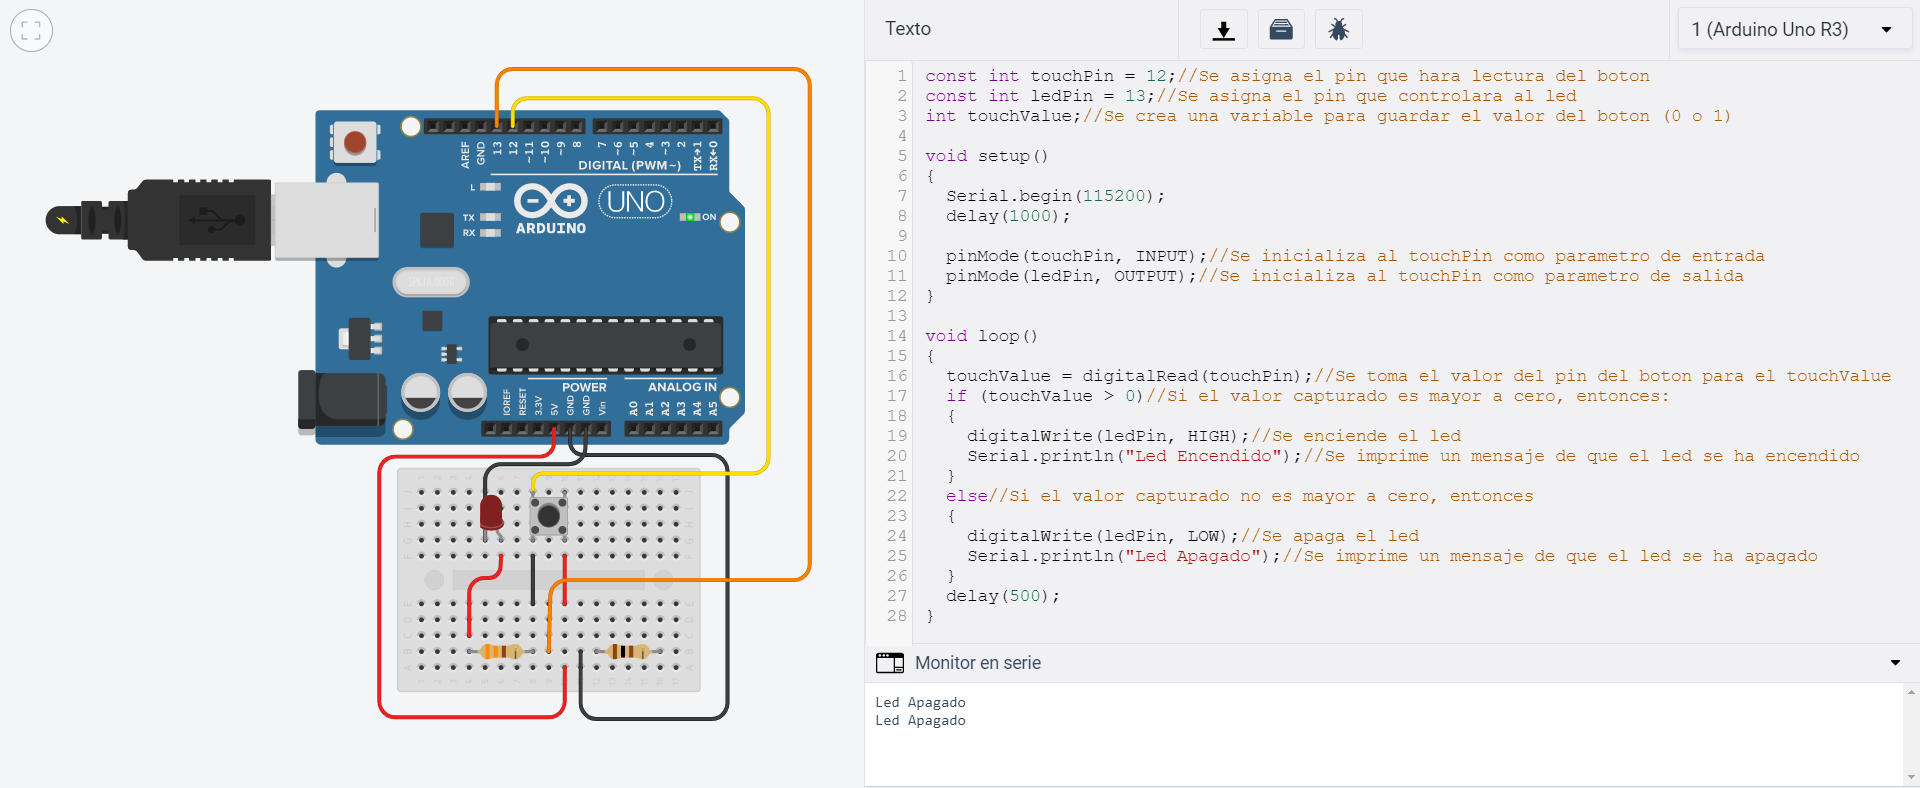 Texto
1 (Arduino Uno R3)
1 const int touchPin = 12;//Se asigna el pin que hara lectura del boton
2 const int ledPin = 13;//Se asigna el pin que controlara al led
3 int touchValue;//Se crea una variable para guardar el valor del boton (0 o 1)
4
5 void setup()
6 {
7 Serial.begin(115200);
8 delay(1000);
9
10 pinMode(touchPin, INPUT);//Se inicializa al touchPin como parametro de entrada
11 pinMode(ledPin, OUTPUT);//Se inicializa al touchPin como parametro de salida
12 }
13
14 void loop()
15 {
16 touchValue = digitalRead(touchPin);//Se toma el valor del pin del boton para el touchValue
17 if (touchValue > 0)//Si el valor capturado es mayor a cero, entonces:
18 {
19 digitalWrite(ledPin, HIGH);//Se enciende el led
20 Serial.println("Led Encendido");//Se imprime un mensaje de que el led se ha encendido
21 }
22 else//Si el valor capturado no es mayor a cero, entonces
23 {
24 digitalWrite(ledPin, LOW);//Se apaga el led
25 Serial.println("Led Apagado");//Se imprime un mensaje de que el led se ha apagado
26 }
27 delay(500);
28 }
Monitor en serie
Led Apagado
Led Apagado
AREF
GND
13
12
~11
~10
~9
8
7
~6
~5
4
~3
2
TX→1
RX←0
DIGITAL (PWM~)
L
TX
RX
UNO
ARDUINO
ON
POWER
ANALOG IN
IOREF
RESET
3.3V
5V
GND
GND
Vin
A0
A1
A2
A3
A4
A5